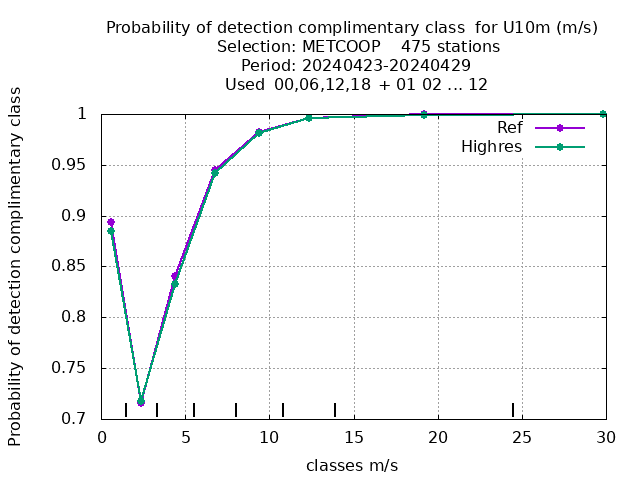 Probability of detection complimentary class  for U10m (m/s)
Selection: METCOOP    475 stations
Period: 20240423-20240429
Used  00,06,12,18  + 01 02 ... 12
Probability of detection complimentary class
1
0.95
0.9
0.85
0.8
0.75
0.7
Ref
Highres
0 5 10 15 20 25 30
classes m/s